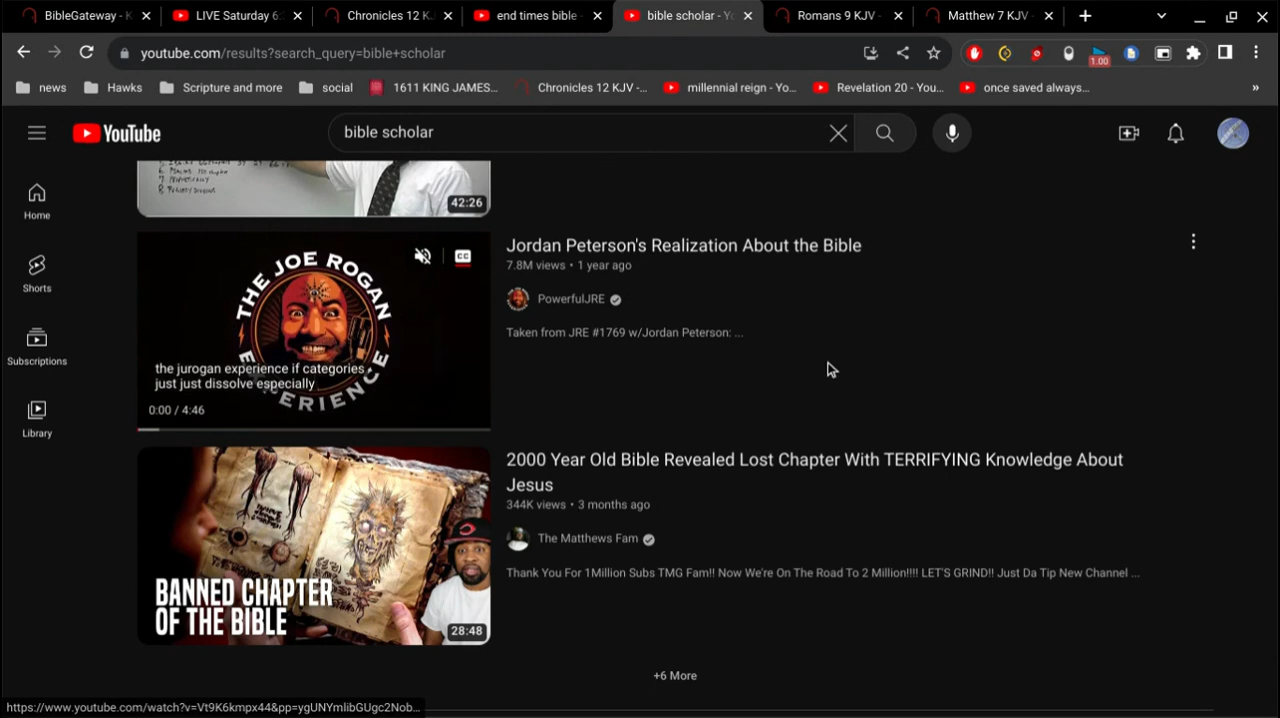 BibleGateway - K
LIVE Saturday 6:
Chronicles 12 KJ
end times bible -
bible scholar - Yo
Romans 9 KJV -
Matthew 7 KJV -
youtube.com/results?search_query=bible+scholar
1.00
news
Hawks
Scripture and more
social
1611 KING JAMES...
Chronicles 12 KJV -...
millennial reign - Yo...
Revelation 20 - You...
once saved always...
»
YouTube
bible scholar
Home
Shorts
Subscriptions
Library
42:26
THE JOE ROGAN
EXPERIENCE
CC
the jurogan experience if categories
just just dissolve especially
0:00 / 4:46
Jordan Peterson's Realization About the Bible
7.8M views • 1 year ago
PowerfulJRE
Taken from JRE #1769 w/Jordan Peterson: ...
BANNED CHAPTER
OF THE BIBLE
28:48
2000 Year Old Bible Revealed Lost Chapter With TERRIFYING Knowledge About
Jesus
344K views • 3 months ago
The Matthews Fam
Thank You For 1Million Subs TMG Fam!! Now We're On The Road To 2 Million!!!! LET'S GRIND!! Just Da Tip New Channel ...
+6 More
https://www.youtube.com/watch?v=Vt9K6kmpx44&pp=ygUNYmlibGUgc2Nob...